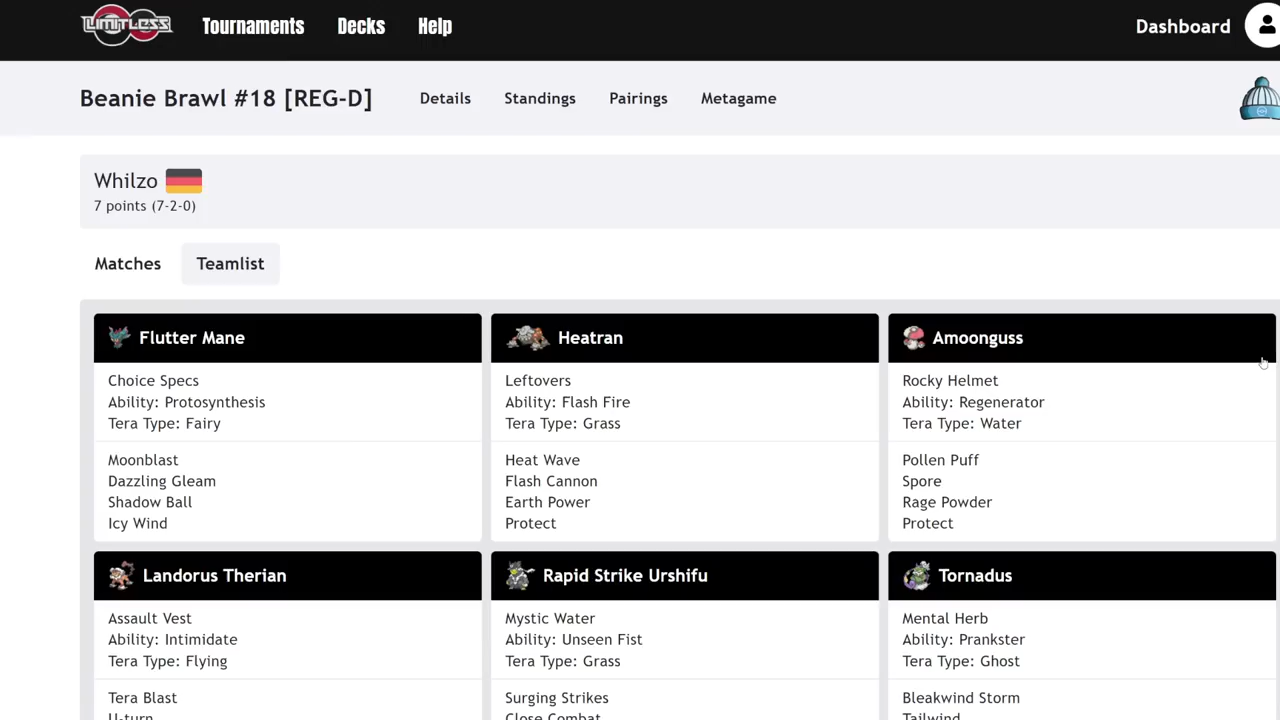 LIMITLESS
Tournaments
Decks
Help
Dashboard
Beanie Brawl #18 [REG-D]
Details
Standings
Pairings
Metagame
Whilzo
7 points (7-2-0)
Matches
Teamlist
Flutter Mane
Choice Specs
Ability: Protosynthesis
Tera Type: Fairy
Moonblast
Dazzling Gleam
Shadow Ball
Icy Wind
Heatran
Leftovers
Ability: Flash Fire
Tera Type: Grass
Heat Wave
Flash Cannon
Earth Power
Protect
Amoonguss
Rocky Helmet
Ability: Regenerator
Tera Type: Water
Pollen Puff
Spore
Rage Powder
Protect
Landorus Therian
Assault Vest
Ability: Intimidate
Tera Type: Flying
Tera Blast
U-turn
Rapid Strike Urshifu
Mystic Water
Ability: Unseen Fist
Tera Type: Grass
Surging Strikes
Close Combat
Tornadus
Mental Herb
Ability: Prankster
Tera Type: Ghost
Bleakwind Storm
Tailwind